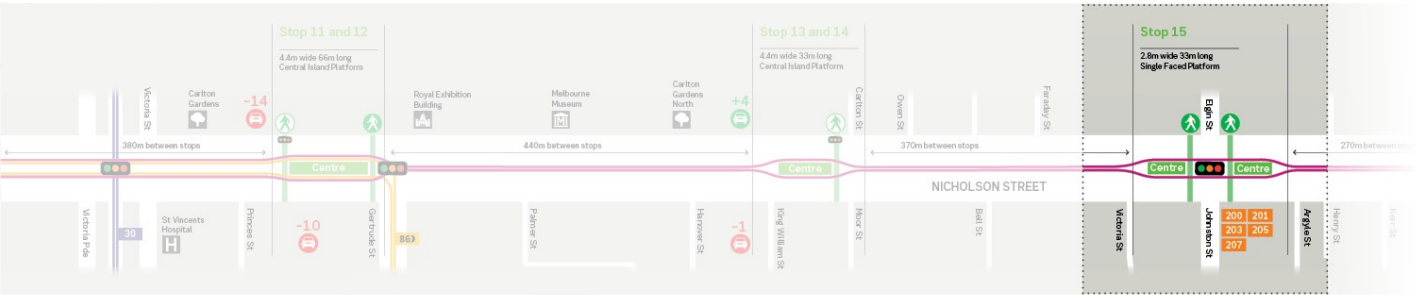 Stop 11 and 12
4.4m wide 66m long
Central Island Platform
Stop 13 and 14
4.4m wide 33m long
Central Island Platform
Stop 15
2.8m wide 33m long
Single Faced Platform
Victoria St
Carlton
Gardens
-14
Royal Exhibition
Building
Melbourne
Museum
Carlton
Gardens
North
+4
Carlton St
Owen St
Faraday St
Elgin St
380m between stops
440m between stops
370m between stops
270m between
Centre
Centre
Centre
Centre
NICHOLSON STREET
Victoria Pde
30
St Vincents
Hospital
H
Princes St
-10
Gertrude St
86
Palmer St
Hanover St
-1
King William St
Moor St
Bell St
Victoria St
Johnston St
200 201
203 205
207
Argyle St
Henry St
Kerr St